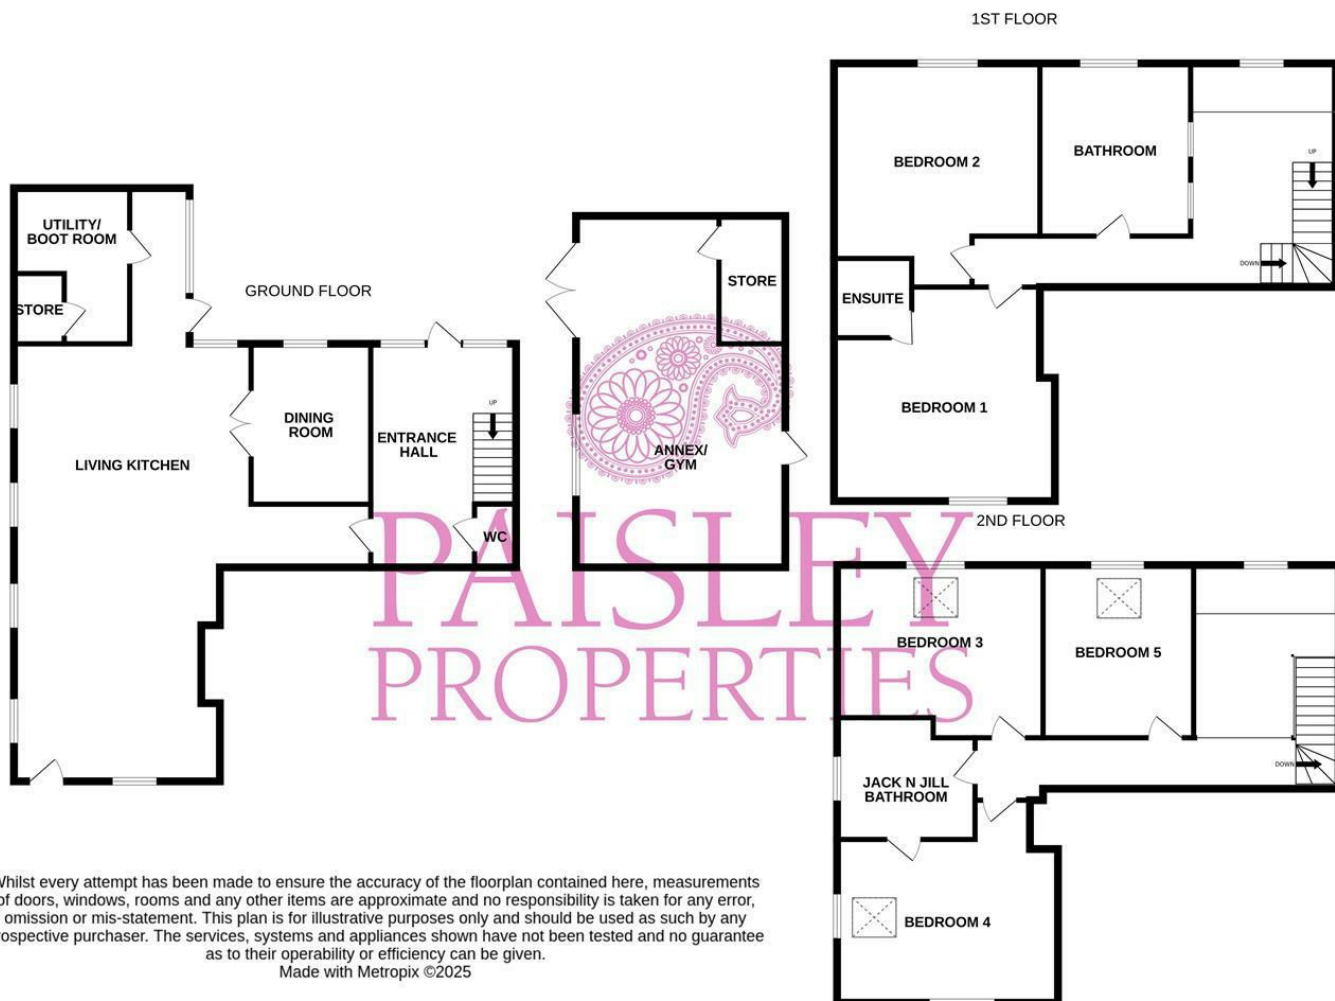 1ST FLOOR
BEDROOM 2
BATHROOM
UP
DOWN
ENSUITE
BEDROOM 1
GROUND FLOOR
UTILITY/
BOOT ROOM
STORE
DINING
ROOM
ENTRANCE
HALL
UP
LIVING KITCHEN
WC
STORE
ANNEX/
GYM
PAISLEY
PROPERTIES
2ND FLOOR
BEDROOM 3
BEDROOM 5
JACK N JILL
BATHROOM
DOWN
BEDROOM 4
Whilst every attempt has been made to ensure the accuracy of the floorplan contained here, measurements
of doors, windows, rooms and any other items are approximate and no responsibility is taken for any error,
omission or mis-statement. This plan is for illustrative purposes only and should be used as such by any
rospective purchaser. The services, systems and appliances shown have not been tested and no guarantee
as to their operability or efficiency can be given.
Made with Metropix ©2025